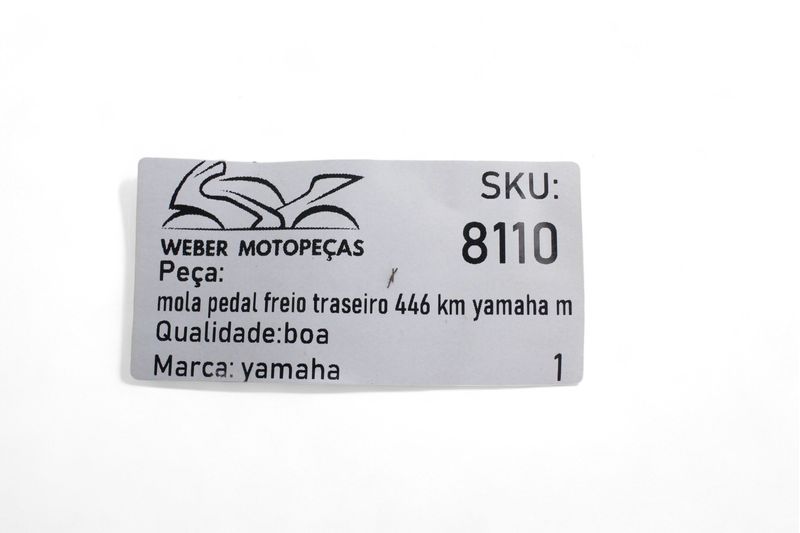 SKU:
8110
WEBER MOTOPEÇAS
Peça:
mola pedal freio traseiro 446 km yamaha m
Qualidade:boa
Marca: yamaha
1